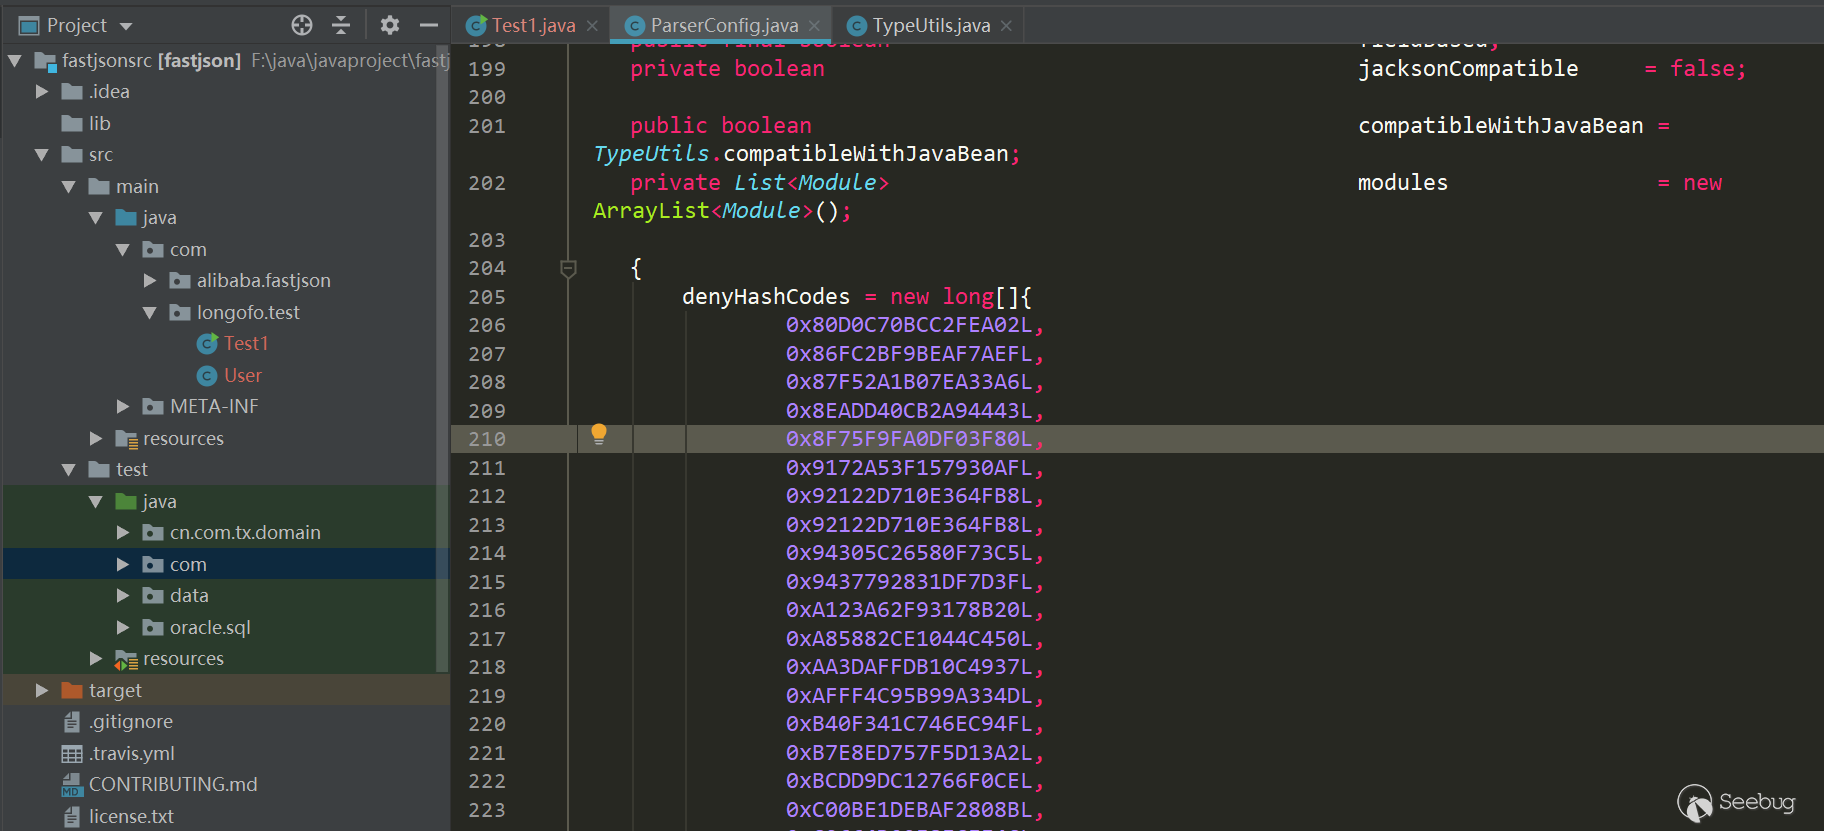 Project
Test1.java
ParserConfig.java
TypeUtils.java
fastjsonsrc [fastjson] F:\java\javaproject\fastj
.idea
lib
src
main
java
com
alibaba.fastjson
longofo.test
Test1
User
META-INF
resources
test
java
cn.com.tx.domain
com
data
oracle.sql
resources
target
.gitignore
.travis.yml
CONTRIBUTING.md
license.txt
198 public final boolean fieldBased;
199 private boolean jacksonCompatible = false;
200
201 public boolean compatibleWithJavaBean =
TypeUtils.compatibleWithJavaBean;
202 private List<Module> modules = new
ArrayList<Module>();
203
204 {
205 denyHashCodes = new long[]{
206 0x80D0C70BCC2FEA02L,
207 0x86FC2BF9BEAF7AEFL,
208 0x87F52A1B07EA33A6L,
209 0x8EADD40CB2A94443L,
210 0x8F75F9FA0DF03F80L,
211 0x9172A53F157930AFL,
212 0x92122D710E364FB8L,
213 0x92122D710E364FB8L,
214 0x94305C26580F73C5L,
215 0x9437792831DF7D3FL,
216 0xA123A62F93178B20L,
217 0xA85882CE1044C450L,
218 0xAA3DAFFDB10C4937L,
219 0xAFFF4C95B99A334DL,
220 0xB40F341C746EC94FL,
221 0xB7E8ED757F5D13A2L,
222 0xBCDD9DC12766F0CEL,
223 0xC00BE1DEBAF2808BL,
Seebug